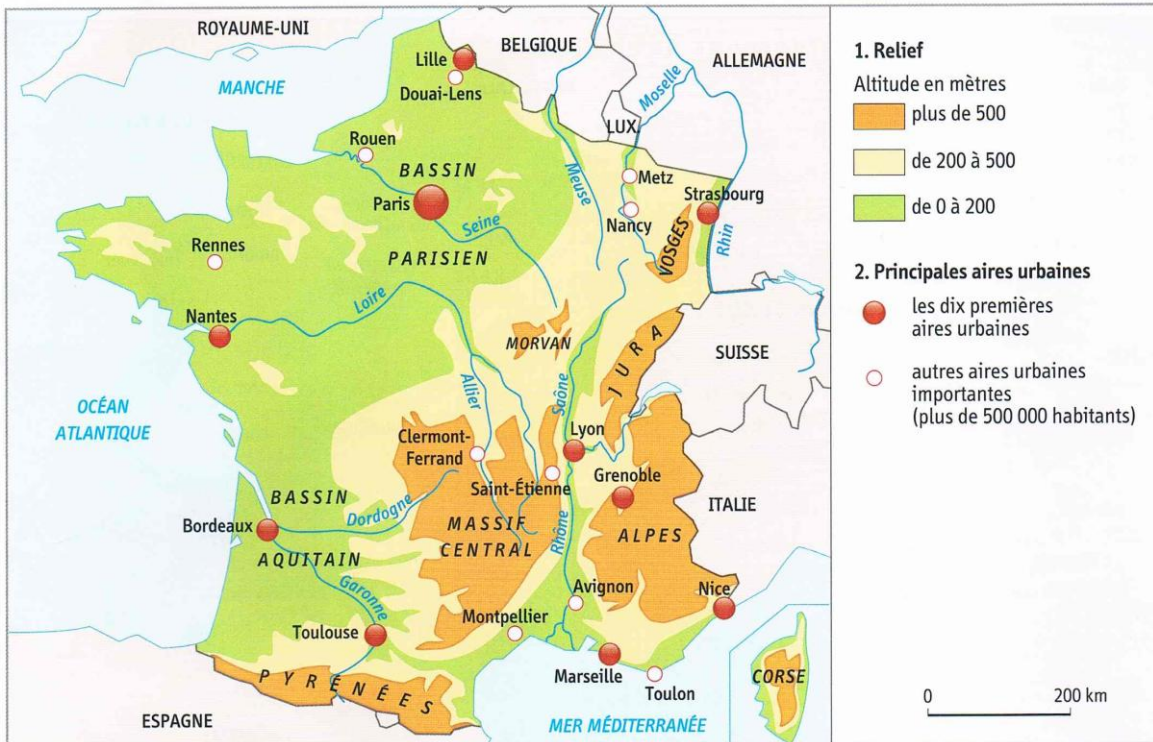 ROYAUME-UNI
BELGIQUE
ALLEMAGNE
MANCHE
Lille
Douai-Lens
LUX.
Moselle
Rouen
BASSIN
Paris
Meuse
Metz
Strasbourg
Nancy
VOSGES
Rhin
Seine
PARISIEN
Rennes
Nantes
Loire
MORVAN
JURA
SUISSE
OCÉAN
ATLANTIQUE
Allier
Saône
Clermont-
Ferrand
Lyon
Saint-Étienne
Grenoble
ITALIE
BASSIN
Dordogne
Bordeaux
AQUITAIN
MASSIF
CENTRAL
Rhône
ALPES
Garonne
Avignon
Nice
Toulouse
Montpellier
Marseille
Toulon
CORSE
PYRÉNÉES
ESPAGNE
MER MÉDITERRANÉE
1. Relief
Altitude en mètres
plus de 500
de 200 à 500
de 0 à 200
2. Principales aires urbaines
les dix premières
aires urbaines
autres aires urbaines
importantes
(plus de 500 000 habitants)
0 200 km